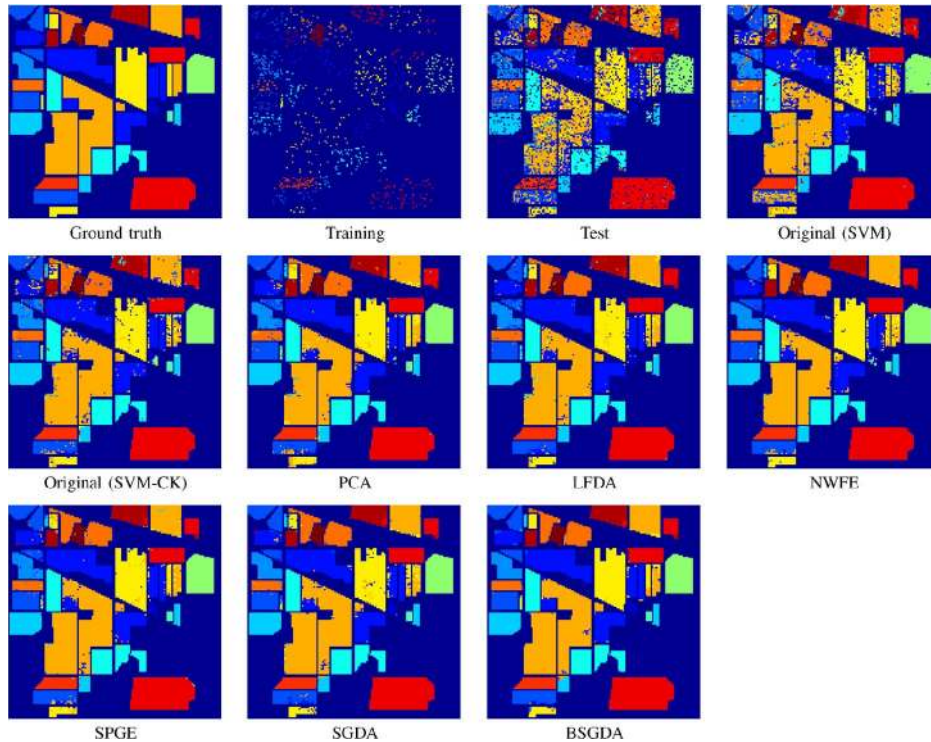 Ground truth
Training
Test
Original (SVM)
Original (SVM-CK)
PCA
LFDA
NWFE
SPGE
SGDA
BSGDA